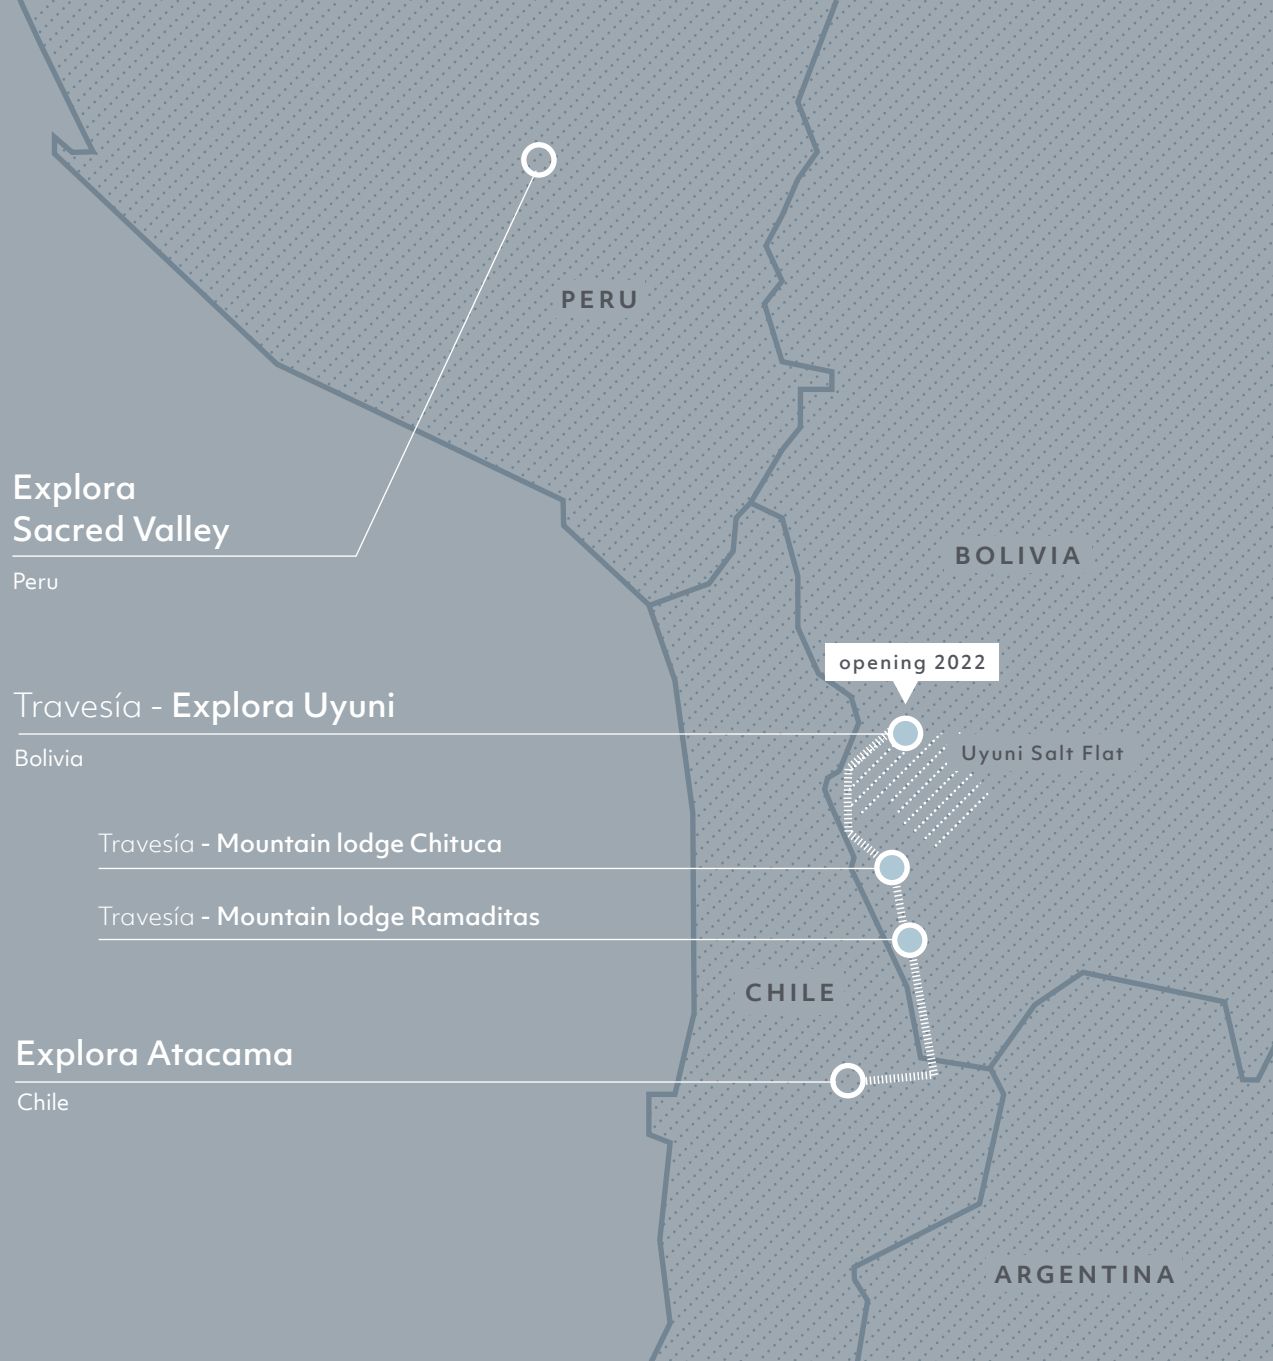 PERU
Explora
Sacred Valley
Peru
BOLIVIA
opening 2022
Travesía - Explora Uyuni
Bolivia
Uyuni Salt Flat
Travesía - Mountain lodge Chituca
Travesía - Mountain lodge Ramaditas
CHILE
Explora Atacama
Chile
ARGENTINA